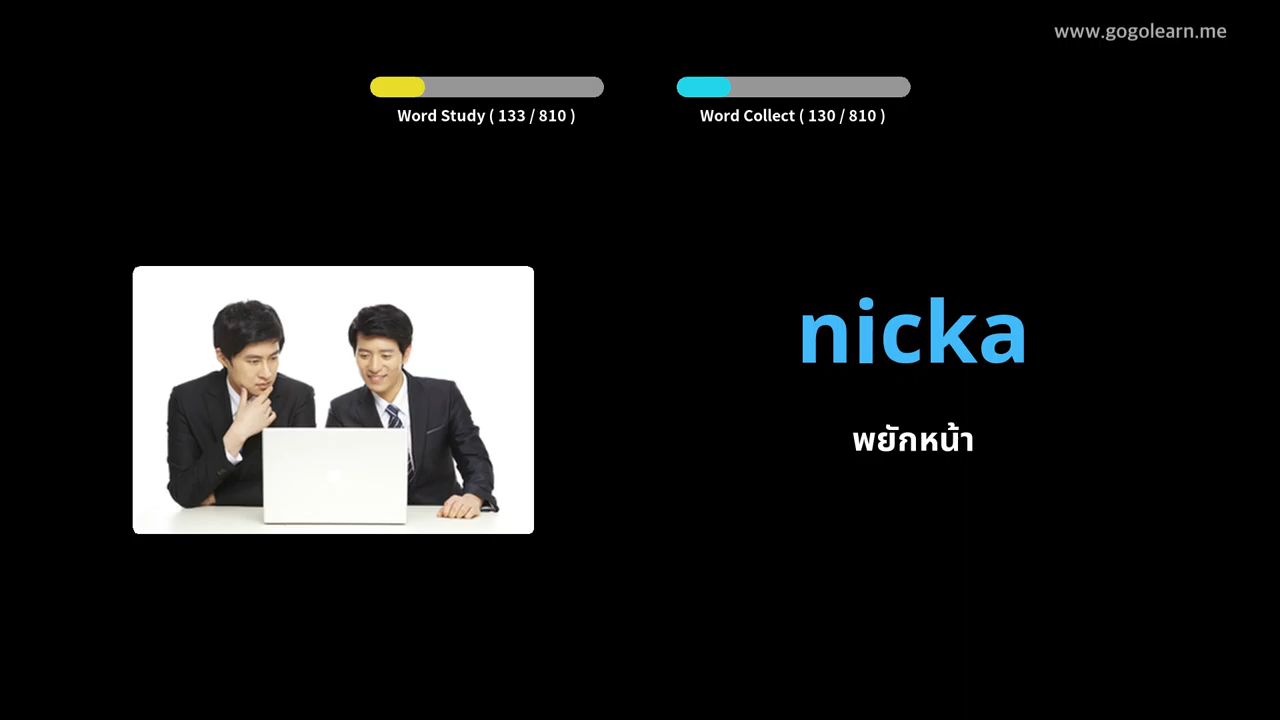 www.gogolearn.me
Word Study ( 133 / 810 )
Word Collect ( 130 / 810 )
nicka
พยักหน้า